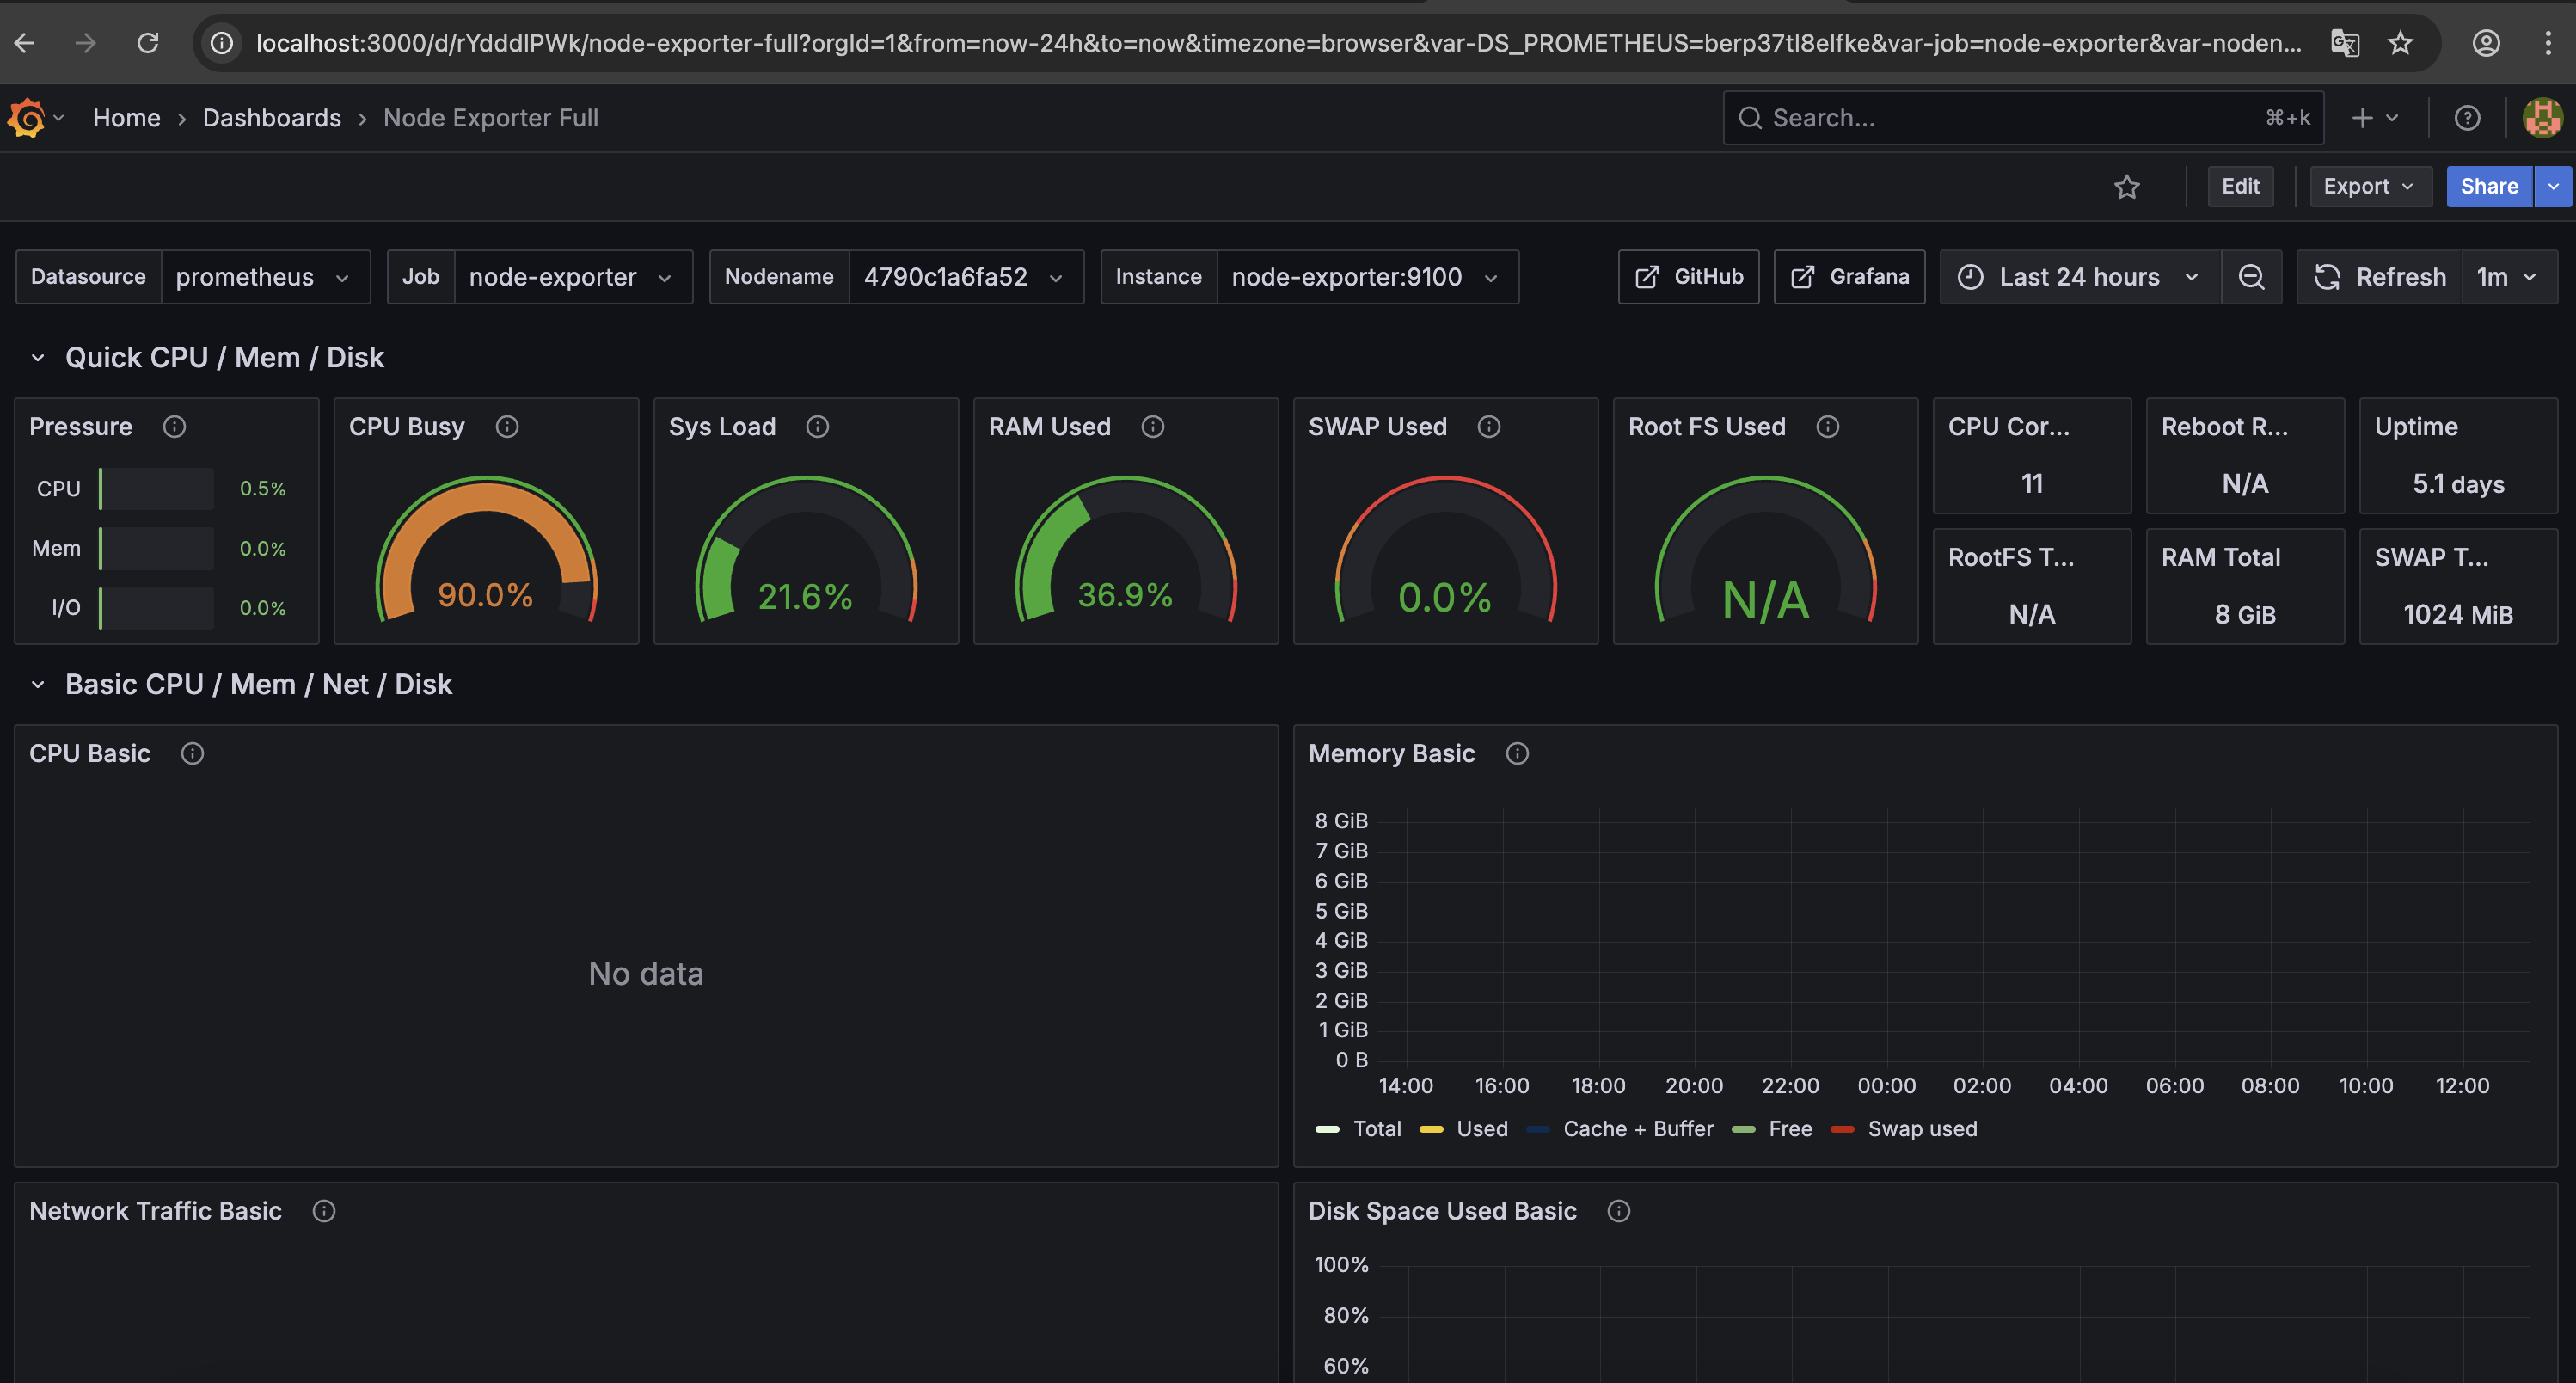 localhost:3000/d/rYdddlPWk/node-exporter-full?orgId=1&from=now-24h&to=now&timezone=browser&var-DS_PROMETHEUS=berp37tl8elfke&var-job=node-exporter&var-noden...
Home > Dashboards > Node Exporter Full
Search... ⌘+k
Edit Export Share
Datasource prometheus Job node-exporter Nodename 4790c1a6fa52 Instance node-exporter:9100 GitHub Grafana Last 24 hours Refresh 1m
Quick CPU / Mem / Disk
Pressure
CPU 0.5%
Mem 0.0%
I/O 0.0%
CPU Busy
90.0%
Sys Load
21.6%
RAM Used
36.9%
SWAP Used
0.0%
Root FS Used
N/A
CPU Cor...
11
Reboot R...
N/A
Uptime
5.1 days
RootFS T...
N/A
RAM Total
8 GiB
SWAP T...
1024 MiB
Basic CPU / Mem / Net / Disk
CPU Basic
No data
Memory Basic
8 GiB
7 GiB
6 GiB
5 GiB
4 GiB
3 GiB
2 GiB
1 GiB
0 B
14:00 16:00 18:00 20:00 22:00 00:00 02:00 04:00 06:00 08:00 10:00 12:00
Total Used Cache + Buffer Free Swap used
Network Traffic Basic
Disk Space Used Basic
100%
80%
60%